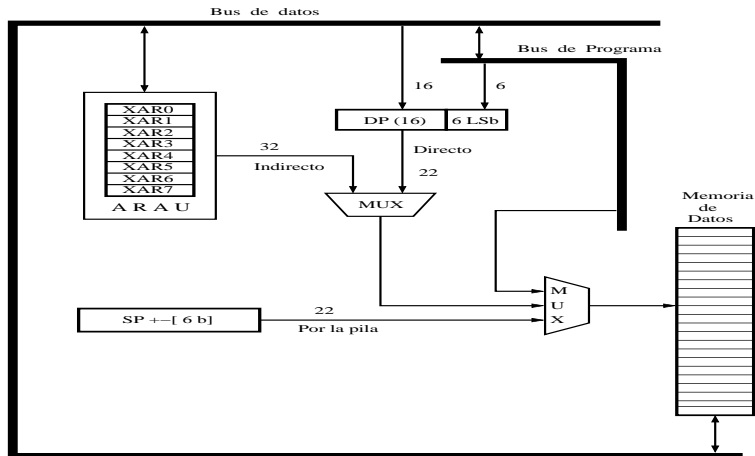 Bus de datos
Bus de Programa
16
6
XAR0
XAR1
XAR2
XAR3
XAR4
XAR5
XAR6
XAR7
A R A U
DP (16)
6 LSb
32
Indirecto
Directo
22
MUX
Memoria
de
Datos
M
U
X
SP +−[ 6 b]
22
Por la pila